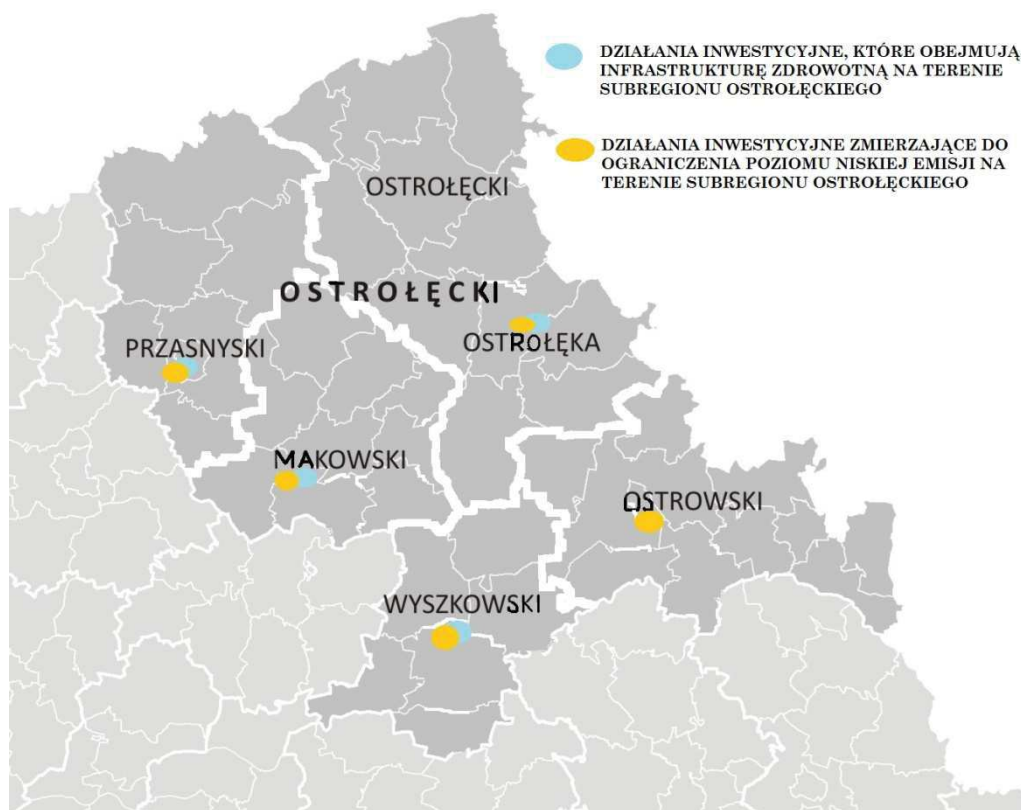 DZIAŁANIA INWESTYCYJNE, KTÓRE OBEJMUJĄ
INFRASTRUKTURĘ ZDROWOTNĄ NA TERENIE
SUBREGIONU OSTROŁĘCKIEGO
DZIAŁANIA INWESTYCYJNE ZMIERZAJĄCE DO
OGRANICZENIA POZIOMU NISKIEJ EMISJI NA
TERENIE SUBREGIONU OSTROŁĘCKIEGO
OSTROŁĘCKI
OSTROŁĘCKI
OSTROŁĘKA
PRZASNYSKI
MAKOWSKI
OSTROWSKI
WYSZKOWSKI